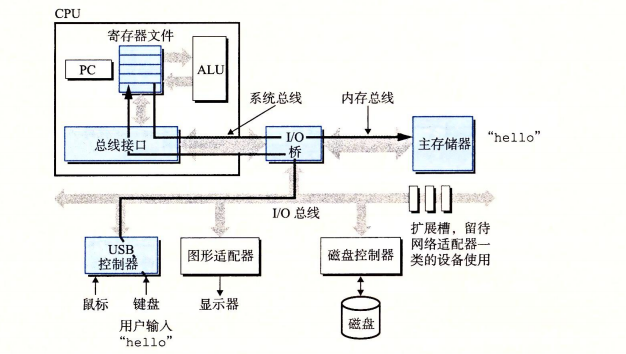 CPU
寄存器文件
PC
ALU
系统总线
内存总线
总线接口
I/O
桥
主存储器
"hello"
I/O 总线
扩展槽，留待
网络适配器一
类的设备使用
USB
控制器
图形适配器
磁盘控制器
鼠标
键盘
显示器
用户输入
"hello"
磁盘